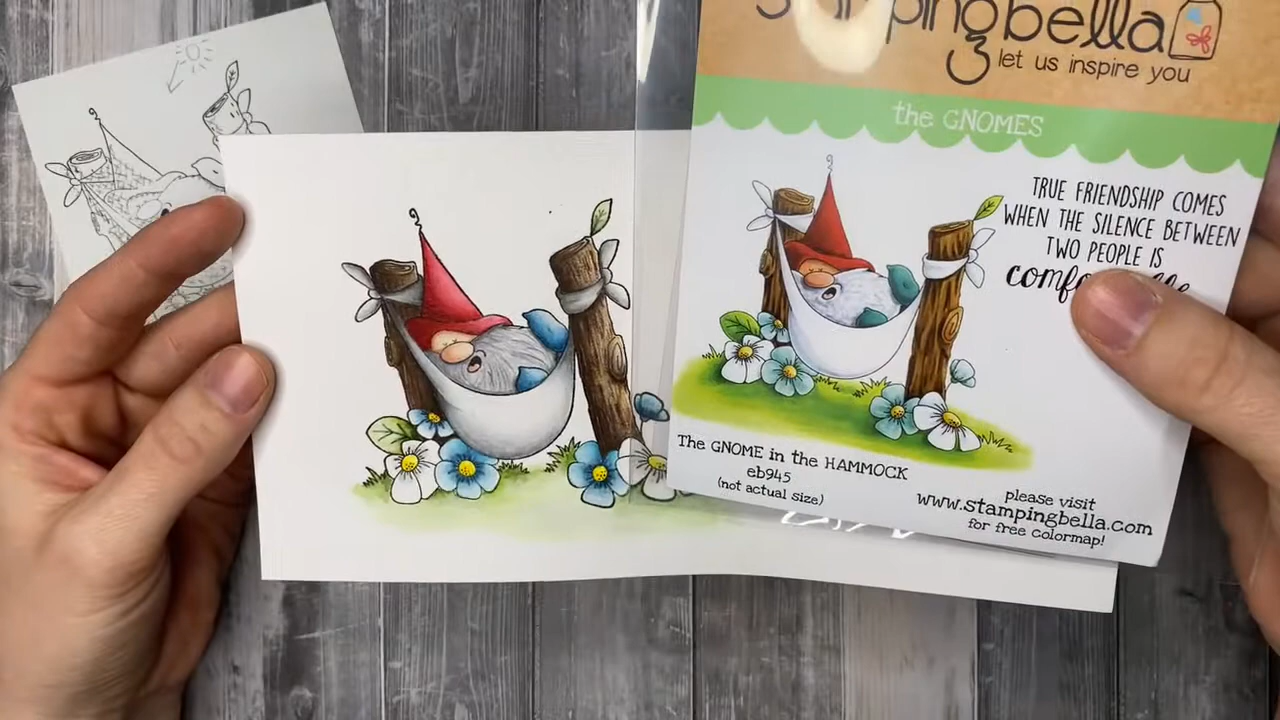 stampingbella
let us inspire you
the GNOMES
TRUE FRIENDSHIP COMES
WHEN THE SILENCE BETWEEN
TWO PEOPLE IS
The GNOME in the HAMMOCK
eb945
(not actual size)
please visit
www.stampingbella.com
for free colormap!